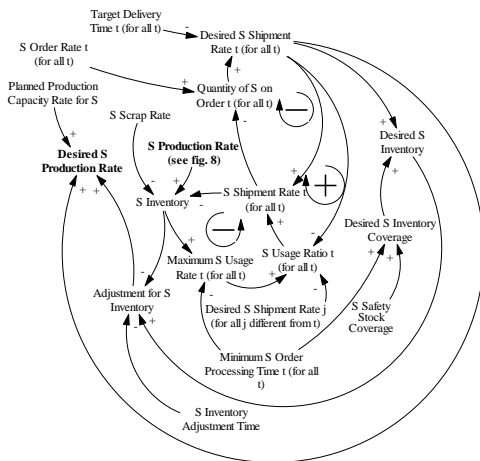 Target Delivery
Time t (for all t)
-
Desired S Shipment
Rate t (for all t)
S Order Rate t
(for all t)
+
+
+
+
Quantity of S on
Order t (for all t)
-
Planned Production
Capacity Rate for S
S Scrap Rate
-
Desired S
Inventory
+
+
S Production Rate
(see fig. 8)
Desired S
Production Rate
+
+
+
-
+
+
S Inventory
-
S Shipment Rate t
(for all t)
+
Desired S Inventory
Coverage
+
+
+
Maximum S Usage
Rate t (for all t)
-
+
S Usage Ratio t
(for all t)
-
-
-
Adjustment for S
Inventory
-
+
Desired S Shipment Rate j
(for all j different from t)
S Safety
Stock
Coverage
Minimum S Order
Processing Time t (for all
t)
S Inventory
Adjustment Time